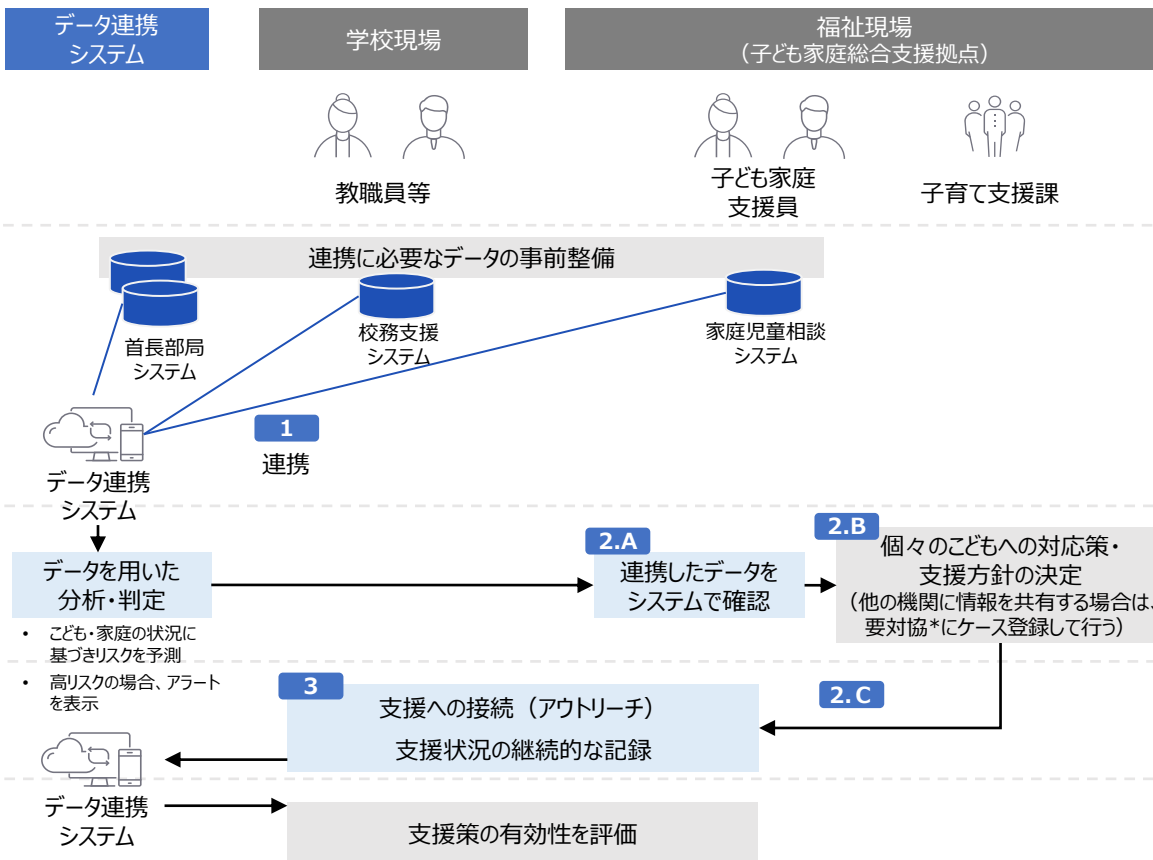 データ連携
システム
学校現場
福祉現場
（子ども家庭総合支援拠点）
教職員等
子ども家庭
支援員
子育て支援課
連携に必要なデータの事前整備
首長部局
システム
校務支援
システム
家庭児童相談
システム
1
連携
データ連携
システム
データを用いた
分析・判定
• こども・家庭の状況に
基づきリスクを予測
• 高リスクの場合、アラート
を表示
2.A
連携したデータを
システムで確認
2.B
個々のこどもへの対応策・
支援方針の決定
（他の機関に情報を共有する場合は、
要対協*にケース登録して行う）
2.C
3
支援への接続（アウトリーチ）
支援状況の継続的な記録
データ連携
システム
支援策の有効性を評価